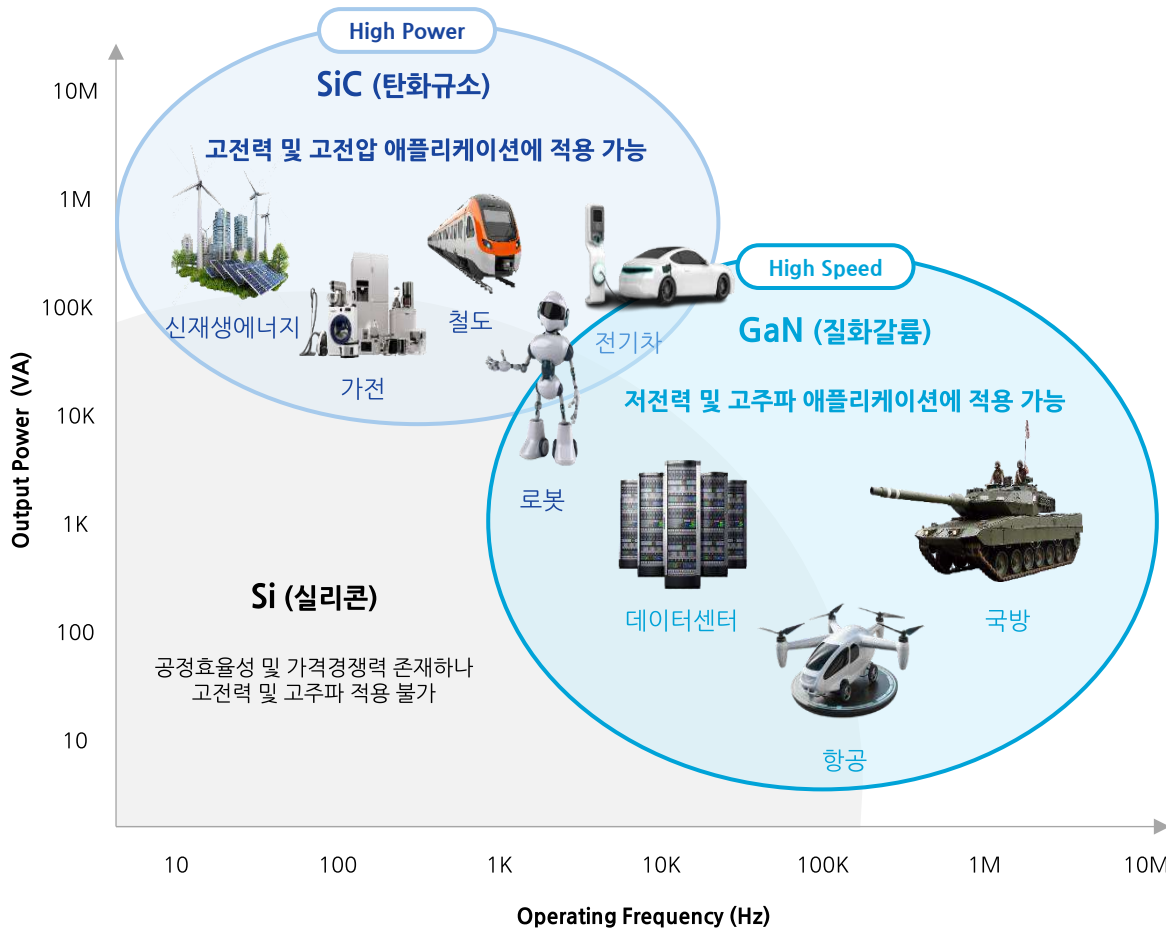 High Power
SiC (탄화규소)
고전력 및 고전압 애플리케이션에 적용 가능
신재생에너지
가전
철도
전기차
로봇
High Speed
GaN (질화갈륨)
저전력 및 고주파 애플리케이션에 적용 가능
데이터센터
국방
항공
Si (실리콘)
공정효율성 및 가격경쟁력 존재하나
고전력 및 고주파 적용 불가
Output Power (VA)
10M
1M
100K
10K
1K
100
10
10
100
1K
10K
100K
1M
10M
Operating Frequency (Hz)